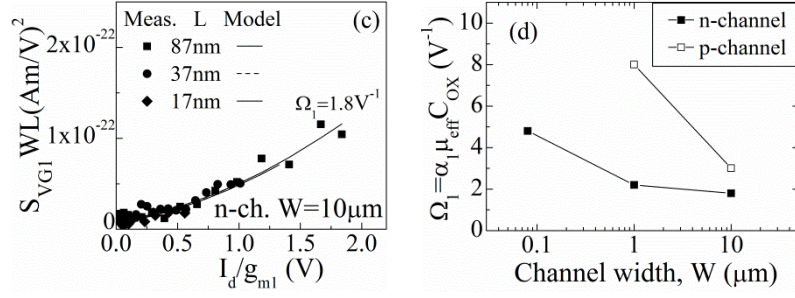 Meas. L Model (c)
87nm
37nm
17nm
Ω₁=1.8V⁻¹
n-ch. W=10μm
S_VG1 WL(Am/V)²
2x10⁻²²
1x10⁻²²
0
0.0 0.5 1.0 1.5 2.0
I_d/g_m1 (V)
(d)
n-channel
p-channel
Ω₁=α₁μ_eff C_OX (V⁻¹)
10
8
6
4
2
0
0.1 1 10
Channel width, W (μm)